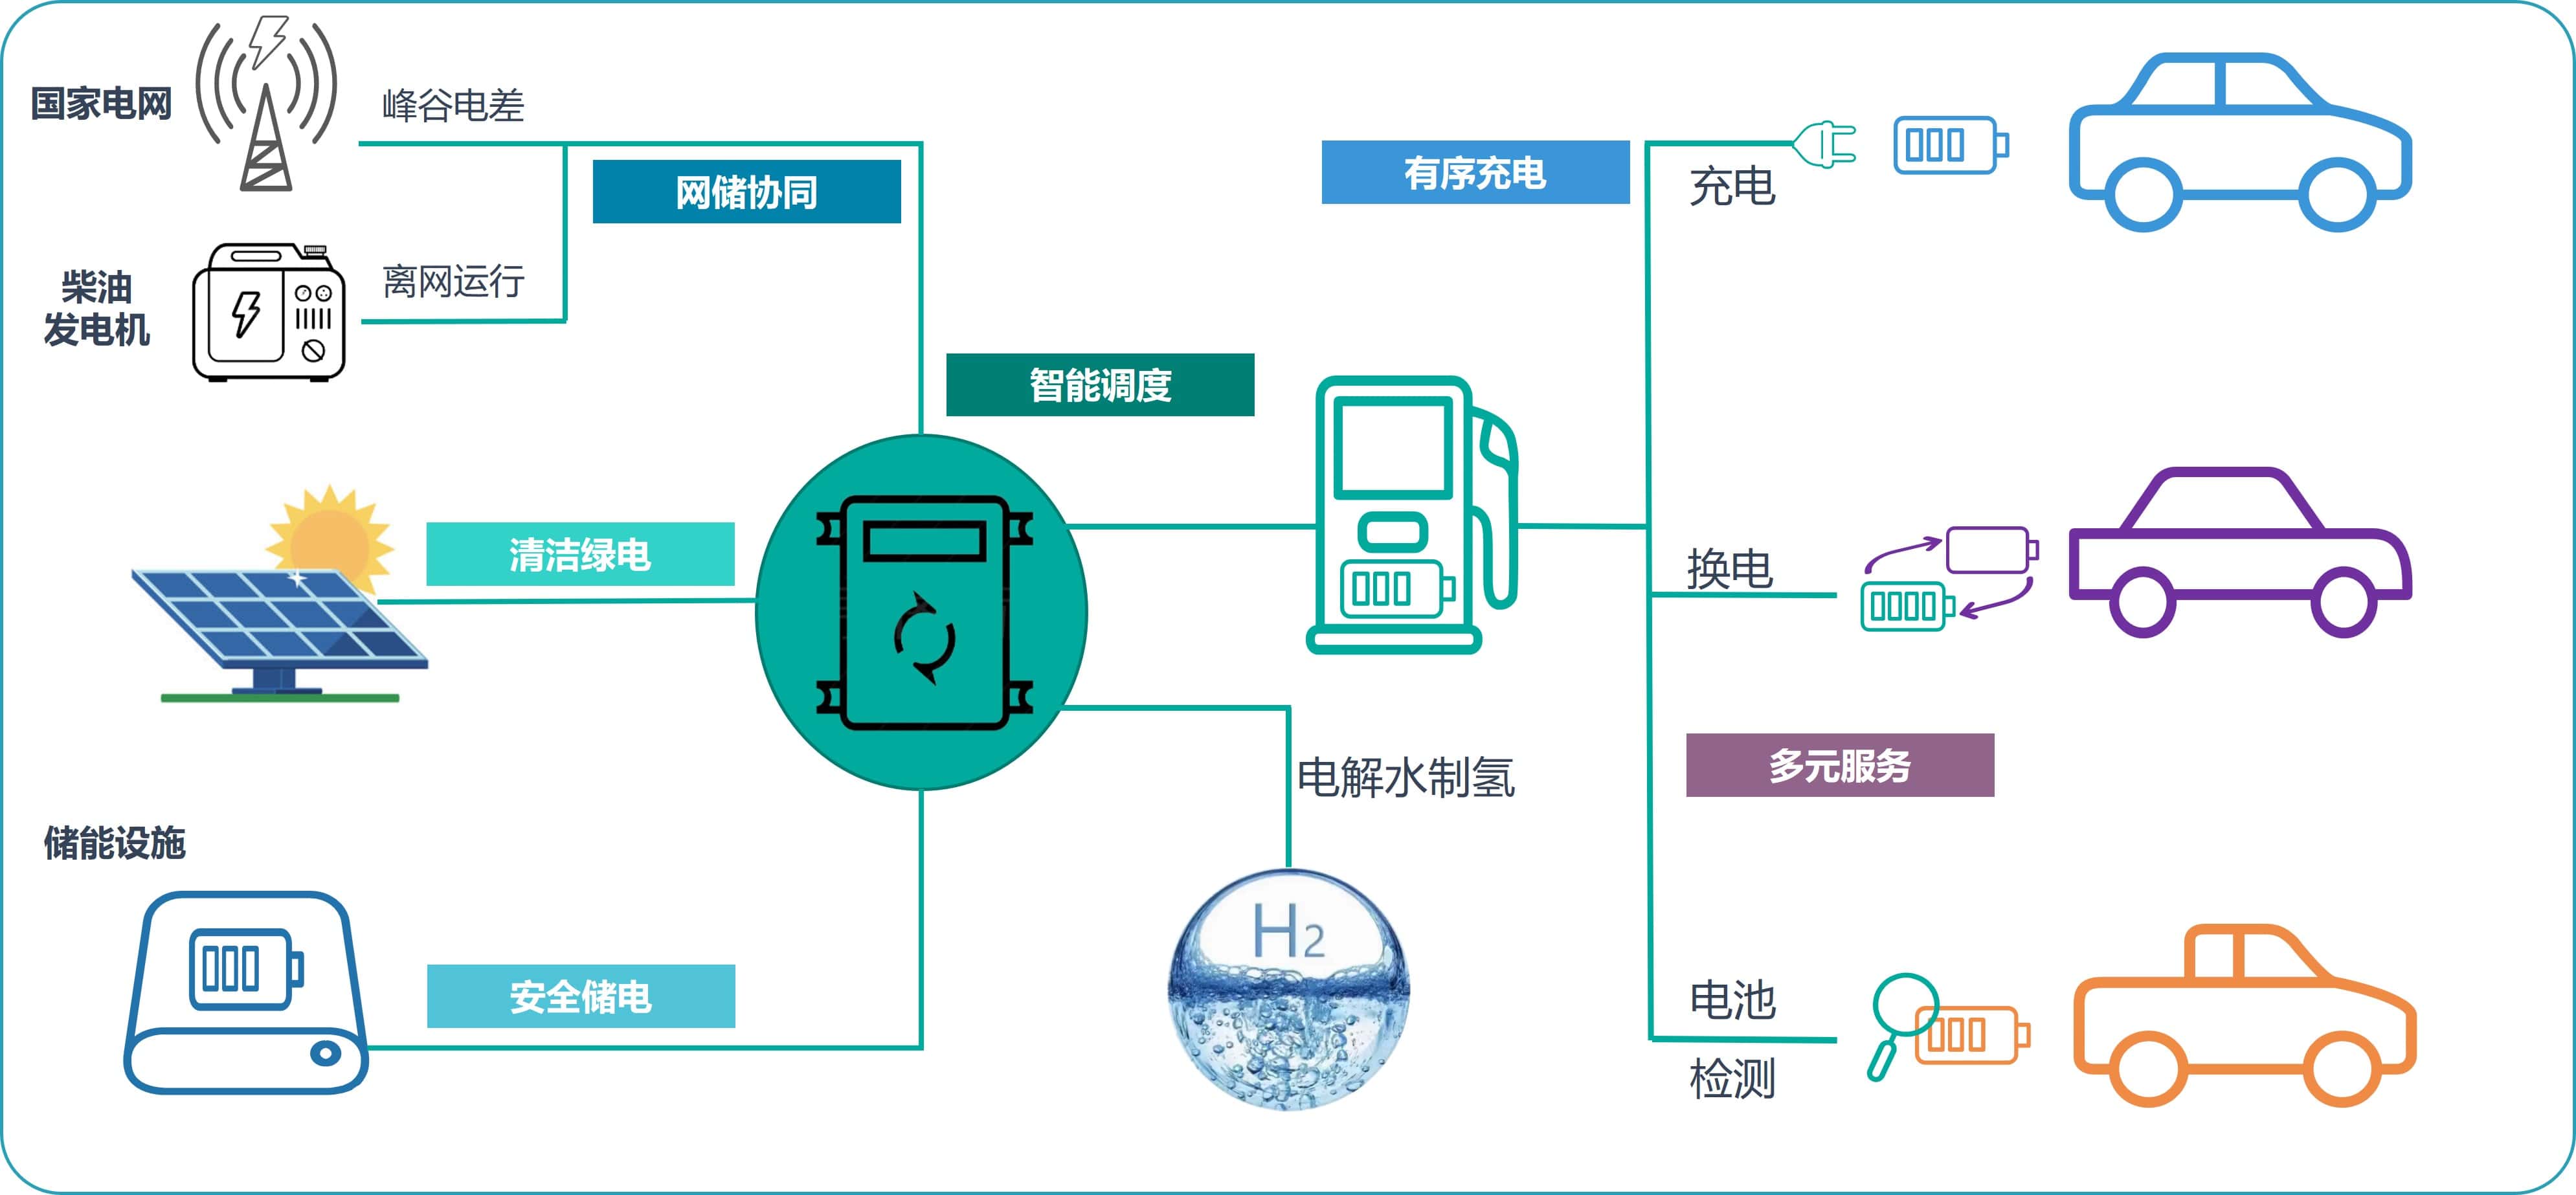 国家电网
峰谷电差
网储协同
柴油
发电机
离网运行
智能调度
有序充电
充电
清洁绿电
换电
多元服务
电解水制氢
储能设施
H2
安全储电
电池
检测